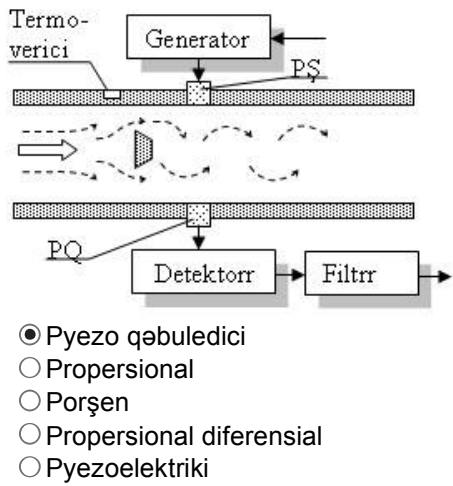 Termo-
verici
Generator
PŞ
PQ
Detektorr
Filtrr
Pyezo qəbuledici
Propersional
Porşen
Propersional diferensial
Pyezoelektriki